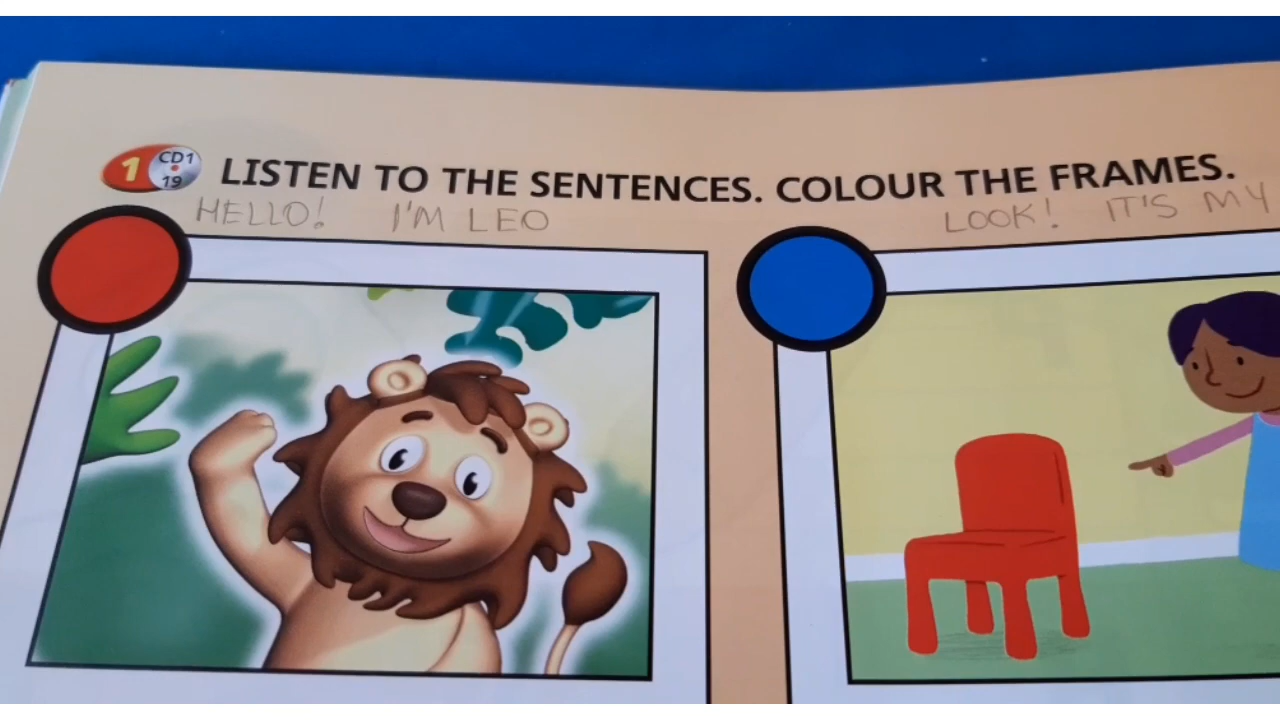 1 CD1 19 LISTEN TO THE SENTENCES. COLOUR THE FRAMES.
HELLO! I'M LEO
LOOK! IT'S MY